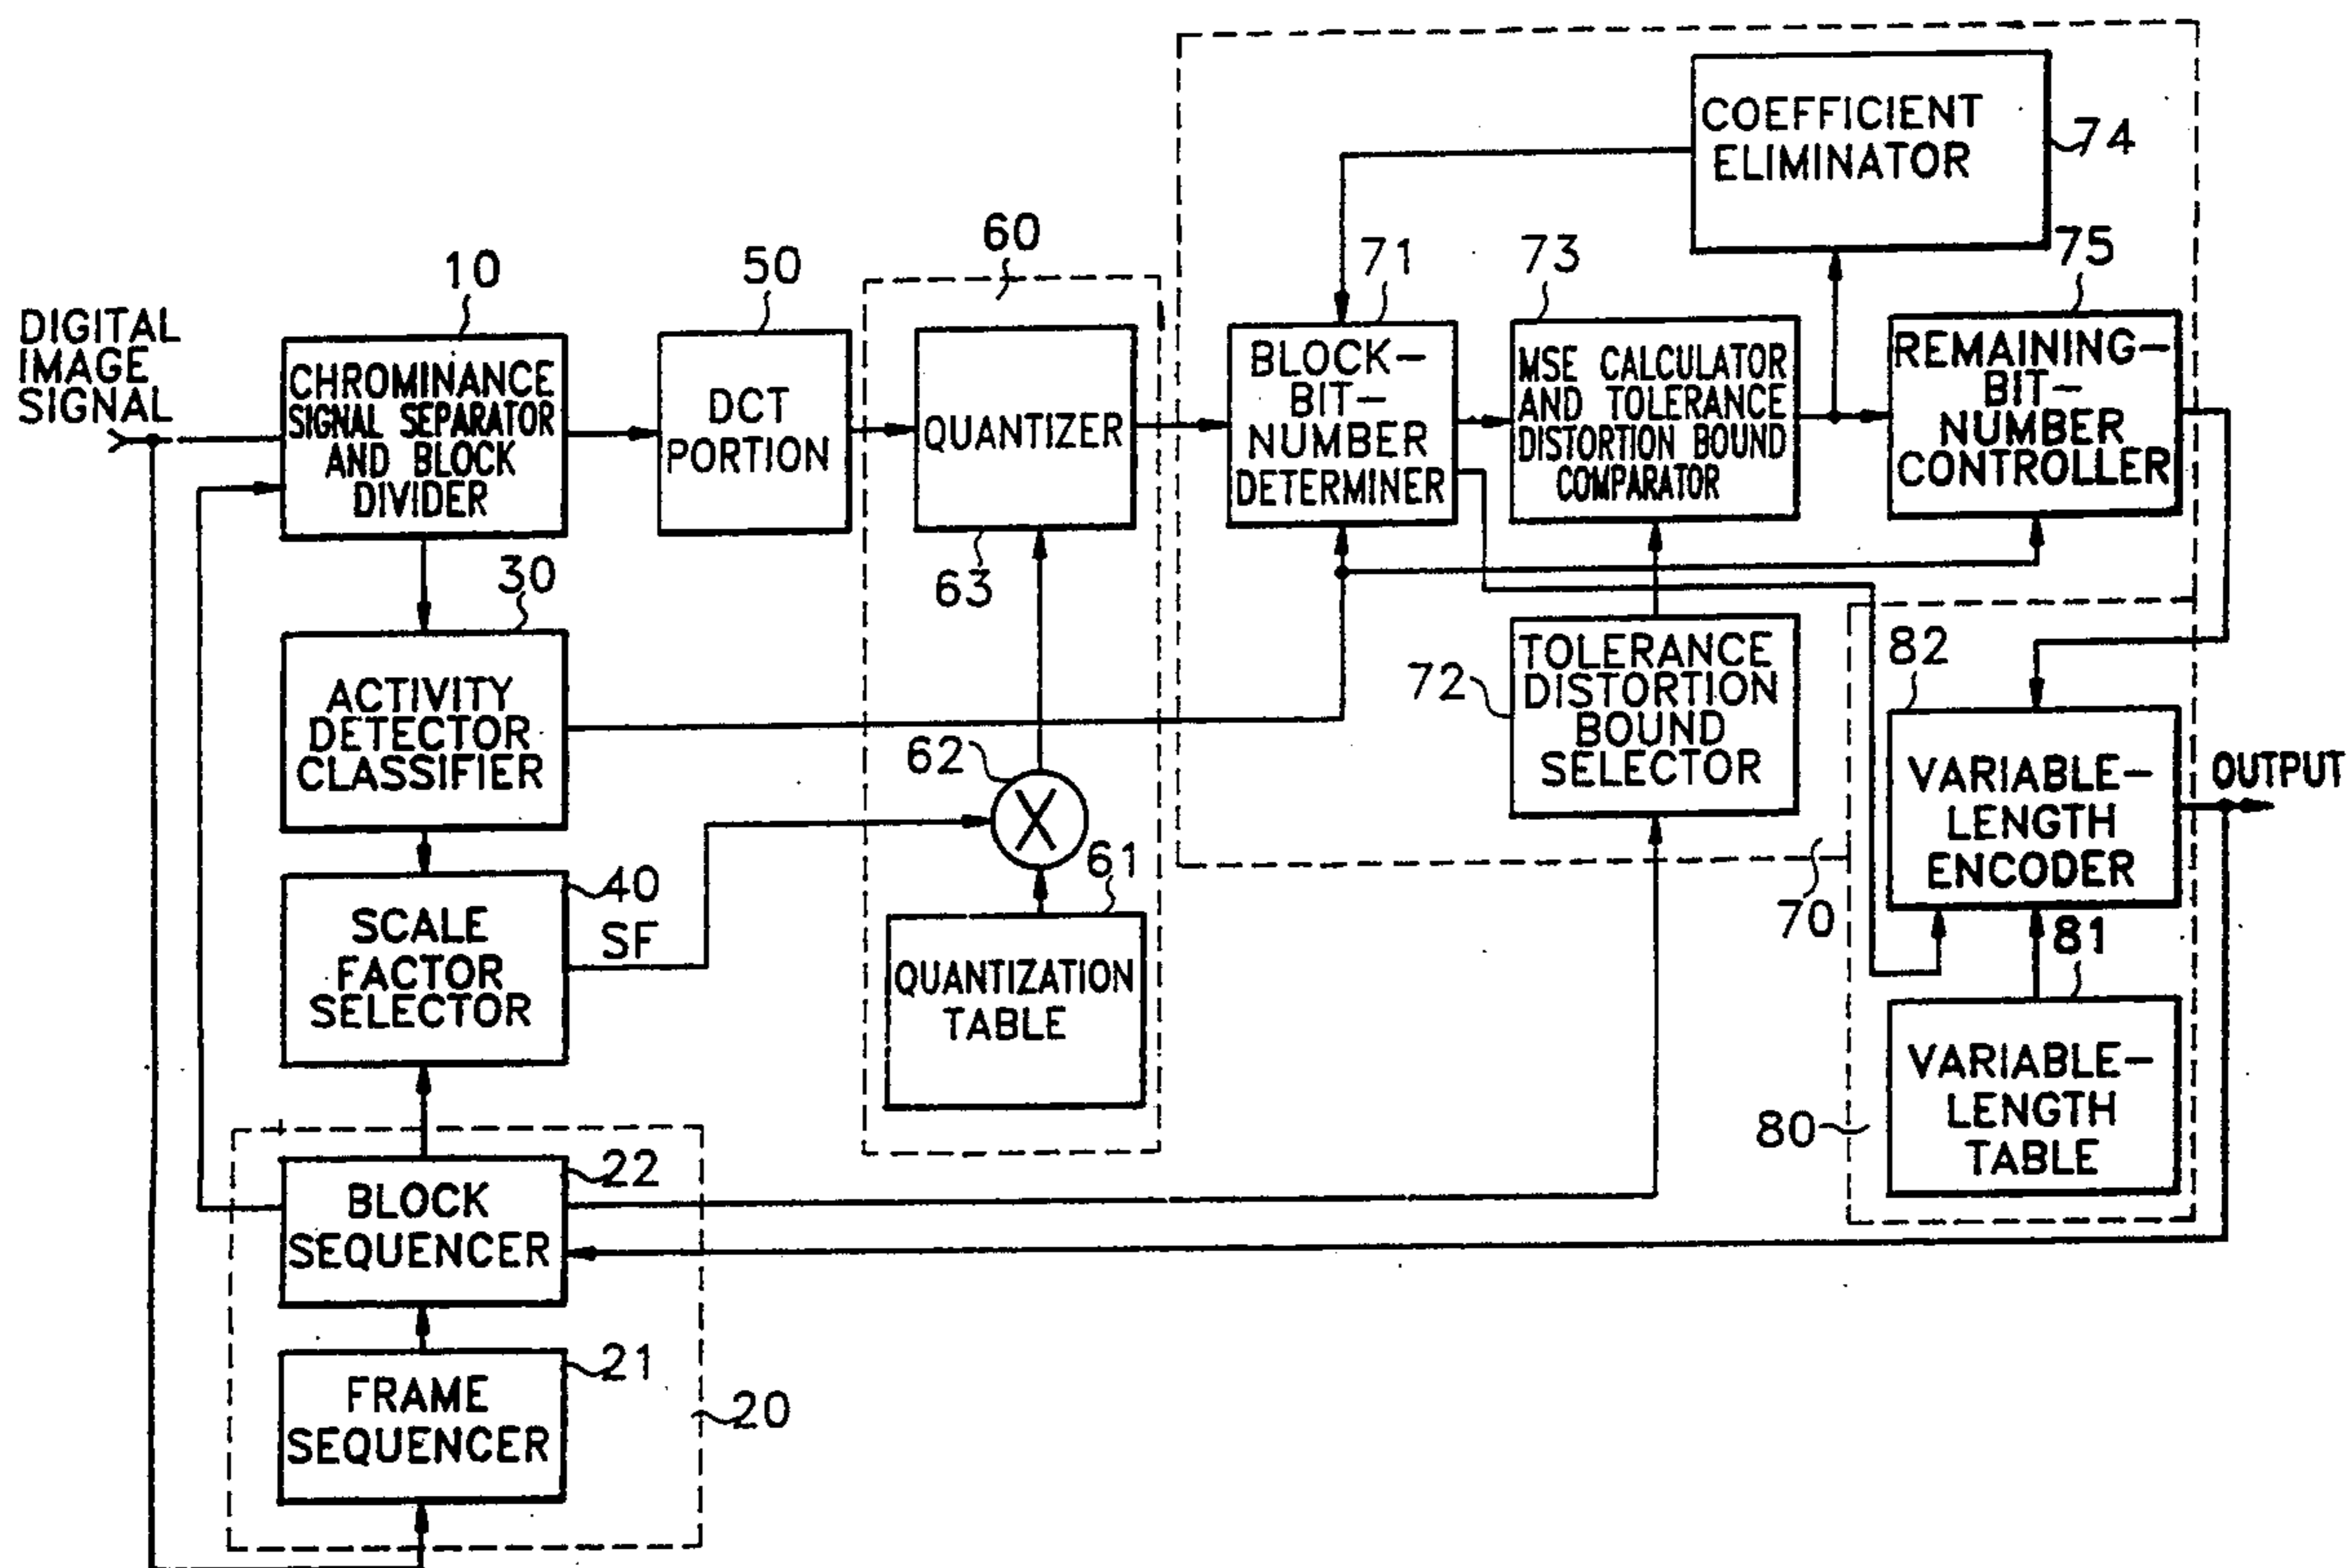 DIGITAL
IMAGE
SIGNAL
10
CHROMINANCE
SIGNAL SEPARATOR
AND BLOCK
DIVIDER
50
DCT
PORTION
60
QUANTIZER
63
62
X
61
QUANTIZATION
TABLE
30
ACTIVITY
DETECTOR
CLASSIFIER
40
SF
SCALE
FACTOR
SELECTOR
22
BLOCK
SEQUENCER
21
FRAME
SEQUENCER
20
COEFFICIENT
ELIMINATOR
74
71
BLOCK-
BIT-
NUMBER
DETERMINER
73
MSE CALCULATOR
AND TOLERANCE
DISTORTION BOUND
COMPARATOR
75
REMAINING-
BIT-
NUMBER
CONTROLLER
72
TOLERANCE
DISTORTION
BOUND
SELECTOR
70
82
VARIABLE-
LENGTH
ENCODER
OUTPUT
81
VARIABLE-
LENGTH
TABLE
80